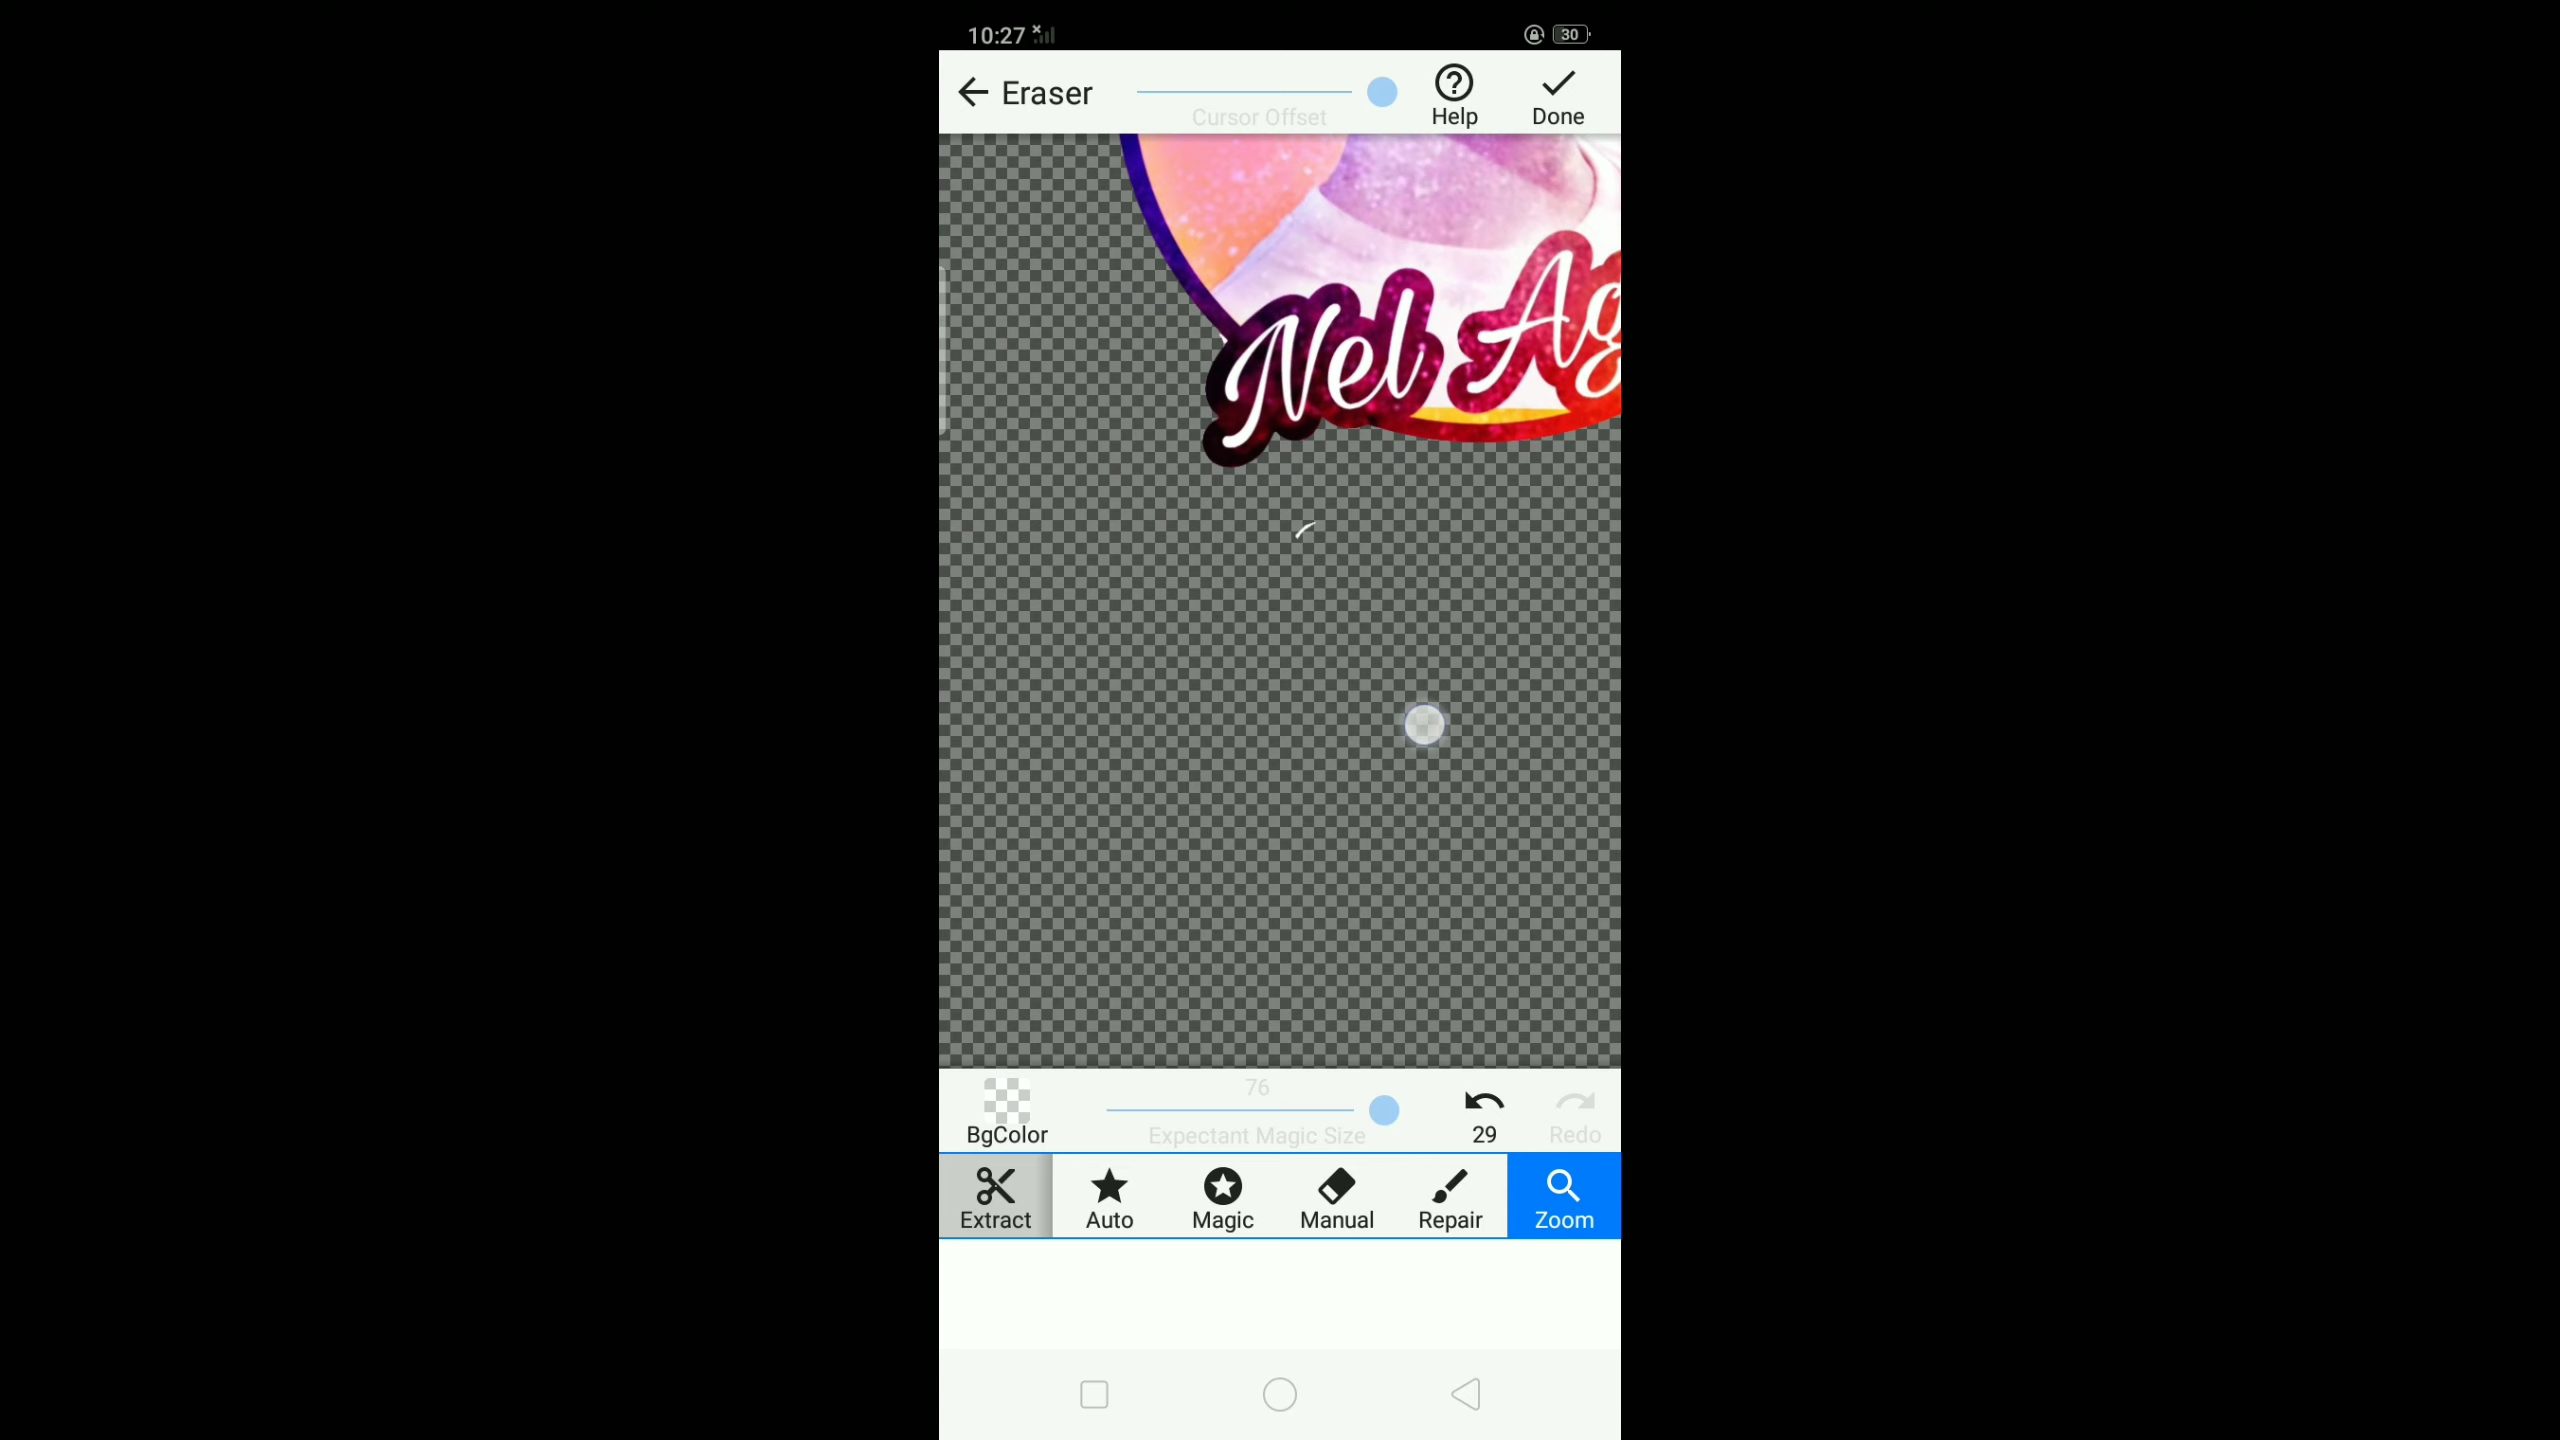 10:27
30
Eraser
Cursor Offset
Help
Done
Nel Ag
76
BgColor
Expectant Magic Size
29
Redo
Extract
Auto
Magic
Manual
Repair
Zoom